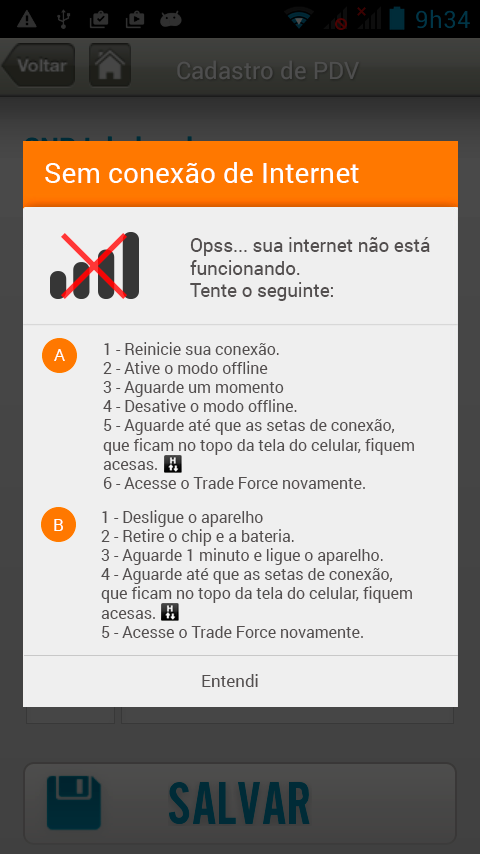 9h34
Voltar
Cadastro de PDV
Sem conexão de Internet
Opss... sua internet não está
funcionando.
Tente o seguinte:
A
1 - Reinicie sua conexão.
2 - Ative o modo offline
3 - Aguarde um momento
4 - Desative o modo offline.
5 - Aguarde até que as setas de conexão,
que ficam no topo da tela do celular, fiquem
acesas. H
6 - Acesse o Trade Force novamente.
B
1 - Desligue o aparelho
2 - Retire o chip e a bateria.
3 - Aguarde 1 minuto e ligue o aparelho.
4 - Aguarde até que as setas de conexão,
que ficam no topo da tela do celular, fiquem
acesas. H
5 - Acesse o Trade Force novamente.
Entendi
SALVAR